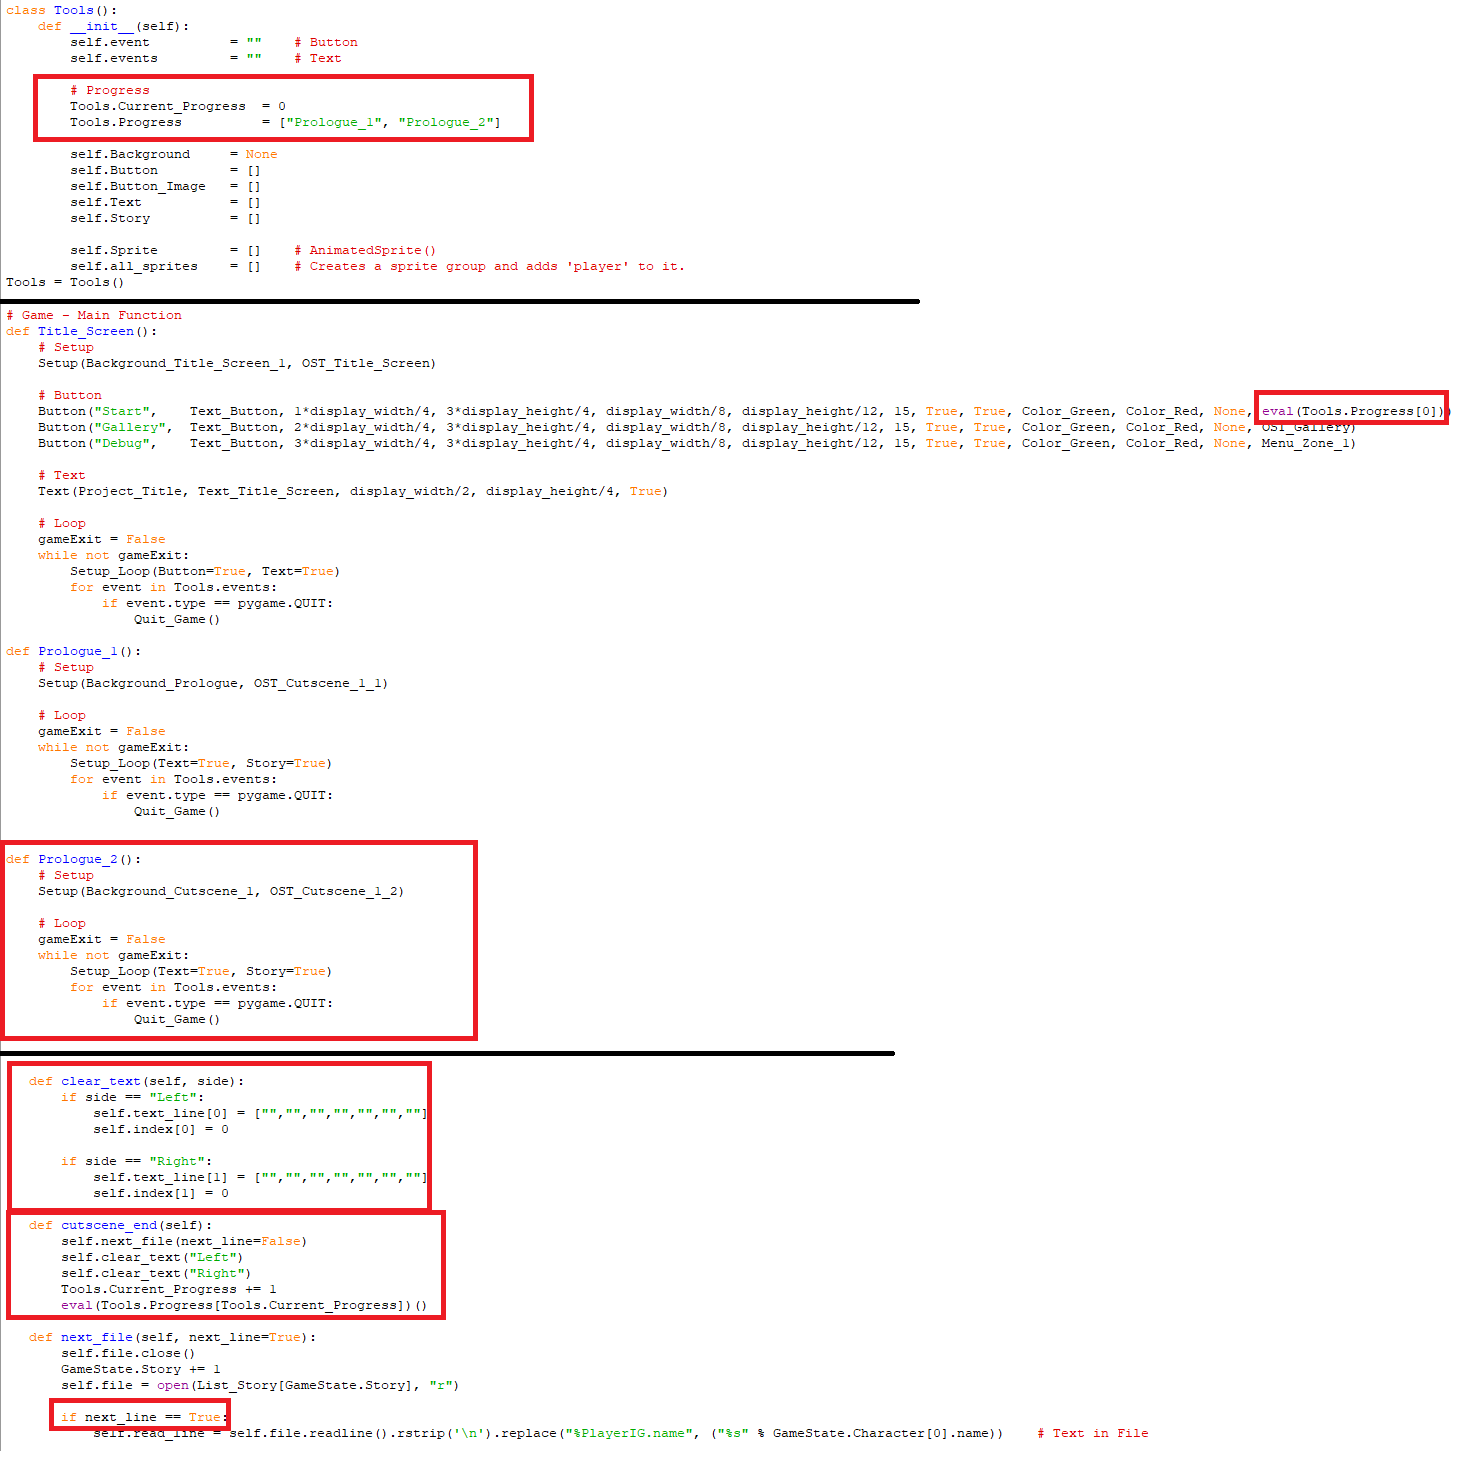 class Tools():
    def __init__(self):
        self.event          = ""    # Button
        self.events         = ""    # Text
        # Progress
        Tools.Current_Progress  = 0
        Tools.Progress          = ["Prologue_1", "Prologue_2"]
        self.Background     = None
        self.Button         = []
        self.Button_Image   = []
        self.Text           = []
        self.Story          = []
        self.Sprite         = []    # AnimatedSprite()
        self.all_sprites    = []    # Creates a sprite group and adds 'player' to it.
Tools = Tools()
# Game - Main Function
def Title_Screen():
    # Setup
    Setup(Background_Title_Screen_1, OST_Title_Screen)
    # Button
    Button("Start",    Text_Button, 1*display_width/4, 3*display_height/4, display_width/8, display_height/12, 15, True, True, Color_Green, Color_Red, None, eval(Tools.Progress[0]))
    Button("Gallery",  Text_Button, 2*display_width/4, 3*display_height/4, display_width/8, display_height/12, 15, True, True, Color_Green, Color_Red, None, OST_Gallery)
    Button("Debug",    Text_Button, 3*display_width/4, 3*display_height/4, display_width/8, display_height/12, 15, True, True, Color_Green, Color_Red, None, Menu_Zone_1)
    # Text
    Text(Project_Title, Text_Title_Screen, display_width/2, display_height/4, True)
    # Loop
    gameExit = False
    while not gameExit:
        Setup_Loop(Button=True, Text=True)
        for event in Tools.events:
            if event.type == pygame.QUIT:
                Quit_Game()
def Prologue_1():
    # Setup
    Setup(Background_Prologue, OST_Cutscene_1_1)
    # Loop
    gameExit = False
    while not gameExit:
        Setup_Loop(Text=True, Story=True)
        for event in Tools.events:
            if event.type == pygame.QUIT:
                Quit_Game()
def Prologue_2():
    # Setup
    Setup(Background_Cutscene_1, OST_Cutscene_1_2)
    # Loop
    gameExit = False
    while not gameExit:
        Setup_Loop(Text=True, Story=True)
        for event in Tools.events:
            if event.type == pygame.QUIT:
                Quit_Game()
    def clear_text(self, side):
        if side == "Left":
            self.text_line[0] = ["","","","","","",""]
            self.index[0] = 0
        if side == "Right":
            self.text_line[1] = ["","","","","","",""]
            self.index[1] = 0
    def cutscene_end(self):
        self.next_file(next_line=False)
        self.clear_text("Left")
        self.clear_text("Right")
        Tools.Current_Progress += 1
        eval(Tools.Progress[Tools.Current_Progress])()
    def next_file(self, next_line=True):
        self.file.close()
        GameState.Story += 1
        self.file = open(List_Story[GameState.Story], "r")
        if next_line == True:
            self.read_line = self.file.readline().rstrip('\n').replace("%PlayerIG.name", ("%s" % GameState.Character[0].name))    # Text in File